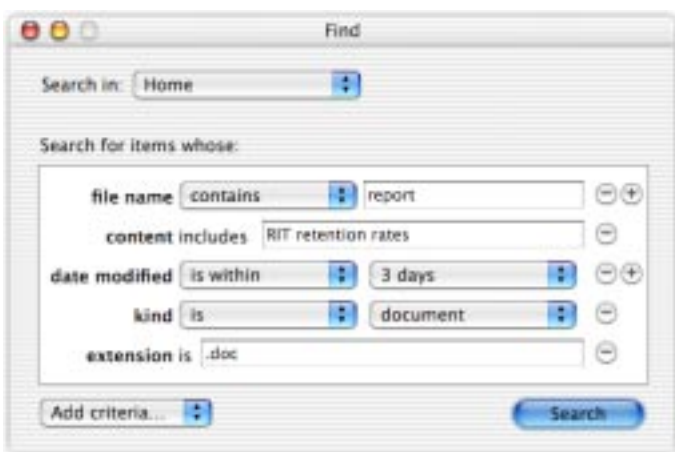 Find
Search in: Home
Search for items whose:
file name contains report
content includes RIT retention rates
date modified is within 3 days
kind is document
extension is .doc
Add criteria... Search